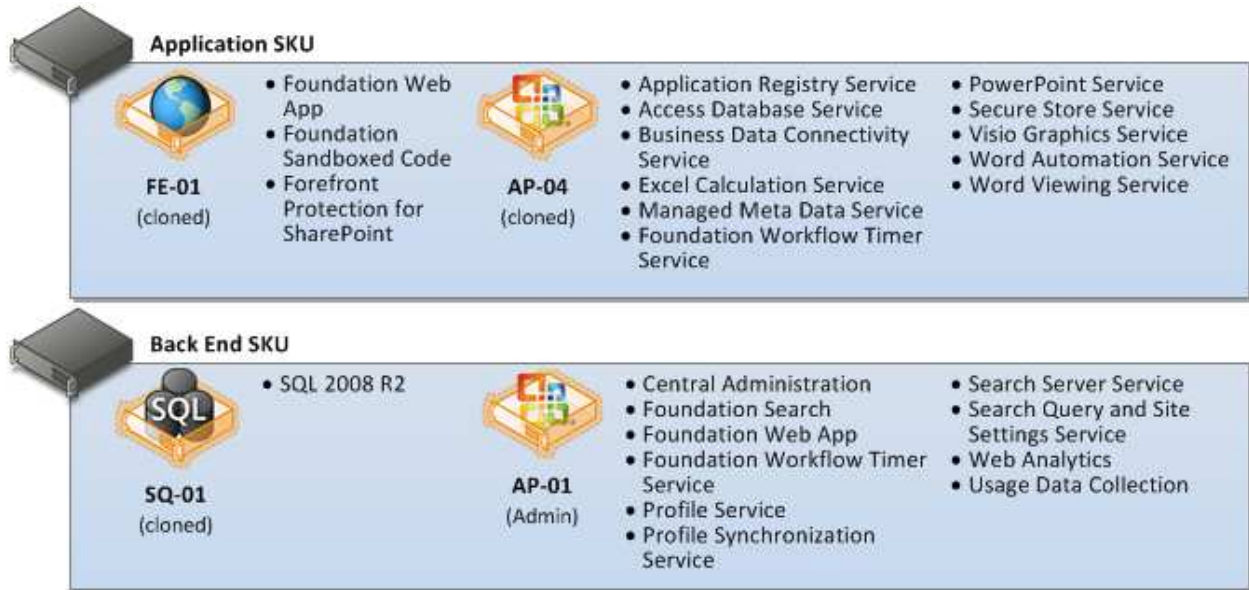 Application SKU
FE-01
(cloned)
• Foundation Web
App
• Foundation
Sandboxed Code
• Forefront
Protection for
SharePoint
AP-04
(cloned)
• Application Registry Service
• Access Database Service
• Business Data Connectivity
Service
• Excel Calculation Service
• Managed Meta Data Service
• Foundation Workflow Timer
Service
• PowerPoint Service
• Secure Store Service
• Visio Graphics Service
• Word Automation Service
• Word Viewing Service
Back End SKU
SQL
SQ-01
(cloned)
• SQL 2008 R2
AP-01
(Admin)
• Central Administration
• Foundation Search
• Foundation Web App
• Foundation Workflow Timer
Service
• Profile Service
• Profile Synchronization
Service
• Search Server Service
• Search Query and Site
Settings Service
• Web Analytics
• Usage Data Collection